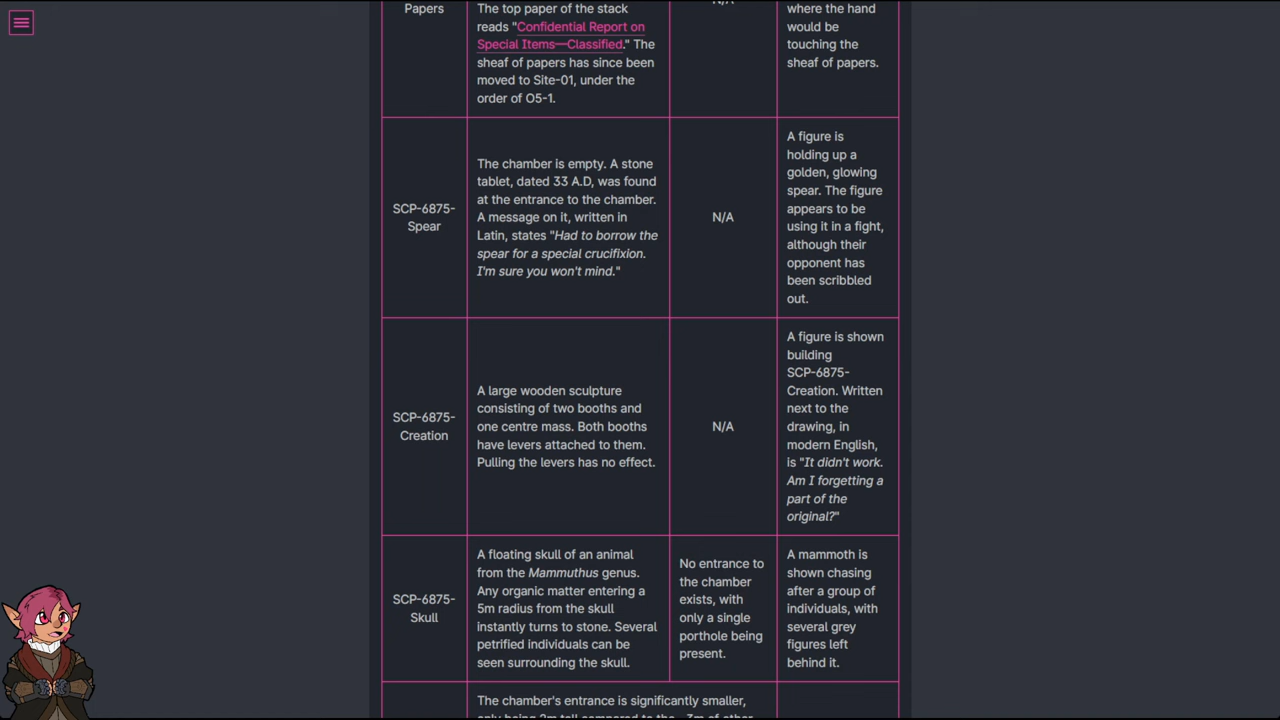 Papers
The top paper of the stack
reads "Confidential Report on
Special Items—Classified." The
sheaf of papers has since been
moved to Site-01, under the
order of O5-1.
N/A
where the hand
would be
touching the
sheaf of papers.
SCP-6875-
Spear
The chamber is empty. A stone
tablet, dated 33 A.D, was found
at the entrance to the chamber.
A message on it, written in
Latin, states "Had to borrow the
spear for a special crucifixion.
I'm sure you won't mind."
N/A
A figure is
holding up a
golden, glowing
spear. The figure
appears to be
using it in a fight,
although their
opponent has
been scribbled
out.
SCP-6875-
Creation
A large wooden sculpture
consisting of two booths and
one centre mass. Both booths
have levers attached to them.
Pulling the levers has no effect.
N/A
A figure is shown
building
SCP-6875-
Creation. Written
next to the
drawing, in
modern English,
is "It didn't work.
Am I forgetting a
part of the
original?"
SCP-6875-
Skull
A floating skull of an animal
from the Mammuthus genus.
Any organic matter entering a
5m radius from the skull
instantly turns to stone. Several
petrified individuals can be
seen surrounding the skull.
No entrance to
the chamber
exists, with
only a single
porthole being
present.
A mammoth is
shown chasing
after a group of
individuals, with
several grey
figures left
behind it.
The chamber's entrance is significantly smaller,
only being 2m tall compared to the ~3m of other